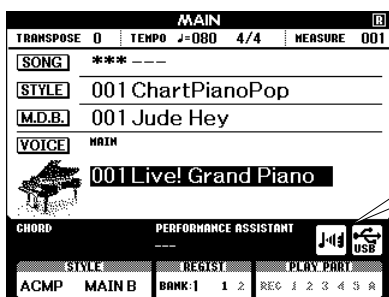 MAIN R
TRANSPOSE 0 TEMPO ♩=080 4/4 MEASURE 001
SONG *** ---
STYLE 001 ChartPianoPop
M.D.B. 001 Jude Hey
VOICE MAIN
001 Live! Grand Piano
CHORD PERFORMANCE ASSISTANT
---
USB
STYLE REGIST PLAY PART
ACMP MAIN B BANK:1 1 2 REC 1 2 3 4 5 A